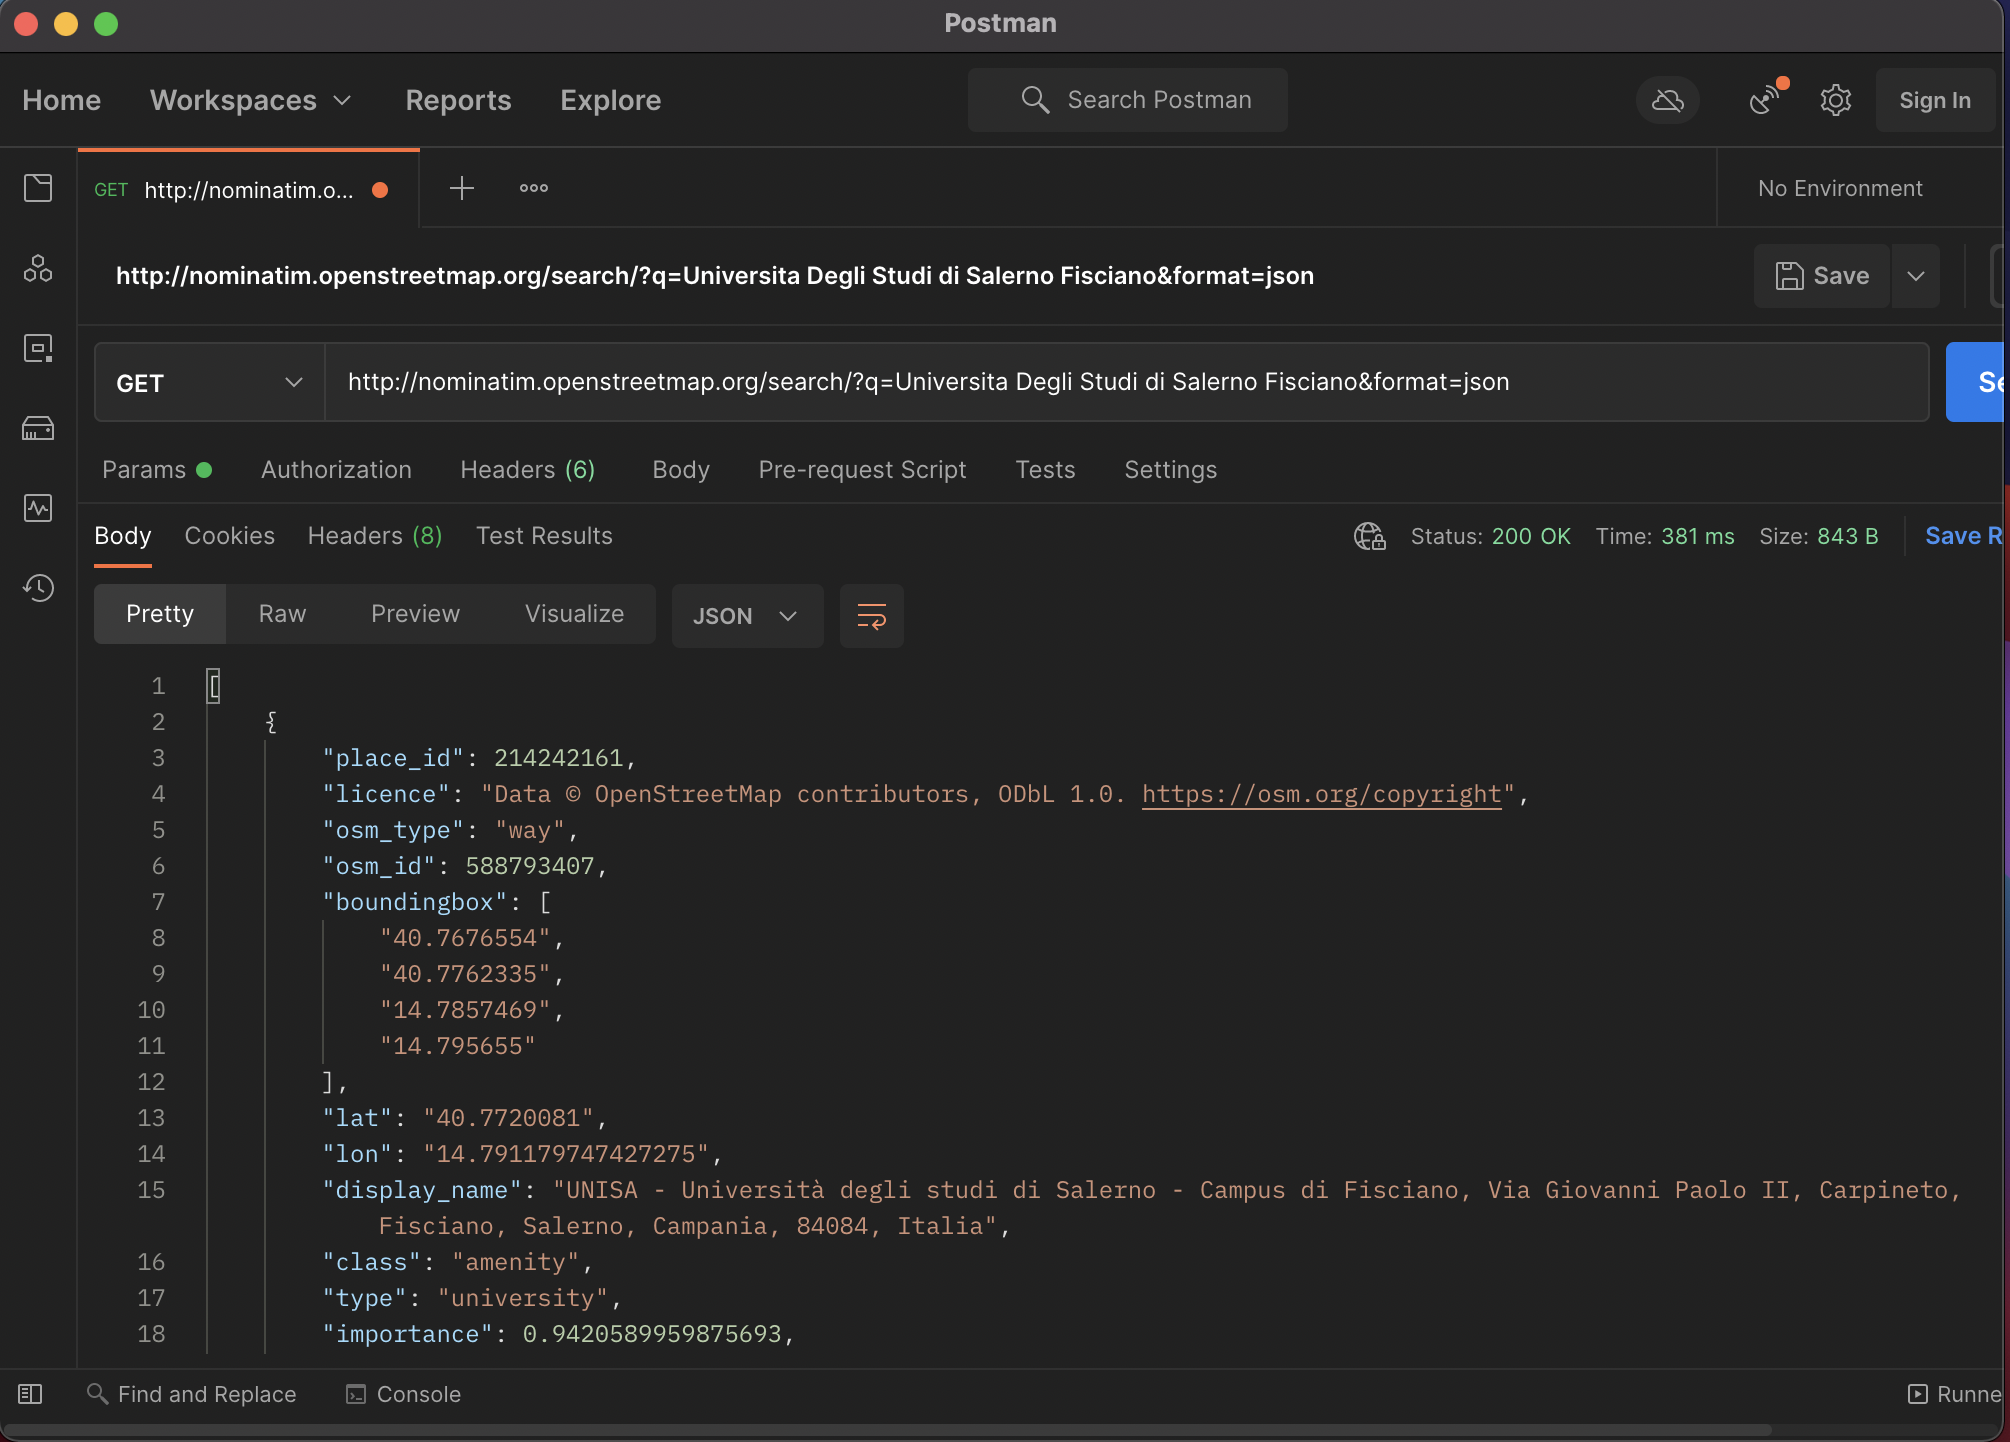 Postman
Home Workspaces Reports Explore Search Postman Sign In
GET http://nominatim.o... No Environment
http://nominatim.openstreetmap.org/search/?q=Universita Degli Studi di Salerno Fisciano&format=json Save
GET http://nominatim.openstreetmap.org/search/?q=Universita Degli Studi di Salerno Fisciano&format=json Se
Params Authorization Headers (6) Body Pre-request Script Tests Settings
Body Cookies Headers (8) Test Results Status: 200 OK Time: 381 ms Size: 843 B Save R
Pretty Raw Preview Visualize JSON
1 [
2 {
3 "place_id": 214242161,
4 "licence": "Data © OpenStreetMap contributors, ODbL 1.0. https://osm.org/copyright",
5 "osm_type": "way",
6 "osm_id": 588793407,
7 "boundingbox": [
8 "40.7676554",
9 "40.7762335",
10 "14.7857469",
11 "14.795655"
12 ],
13 "lat": "40.7720081",
14 "lon": "14.791179747427275",
15 "display_name": "UNISA - Università degli studi di Salerno - Campus di Fisciano, Via Giovanni Paolo II, Carpineto,
Fisciano, Salerno, Campania, 84084, Italia",
16 "class": "amenity",
17 "type": "university",
18 "importance": 0.9420589959875693,
Find and Replace Console Runne